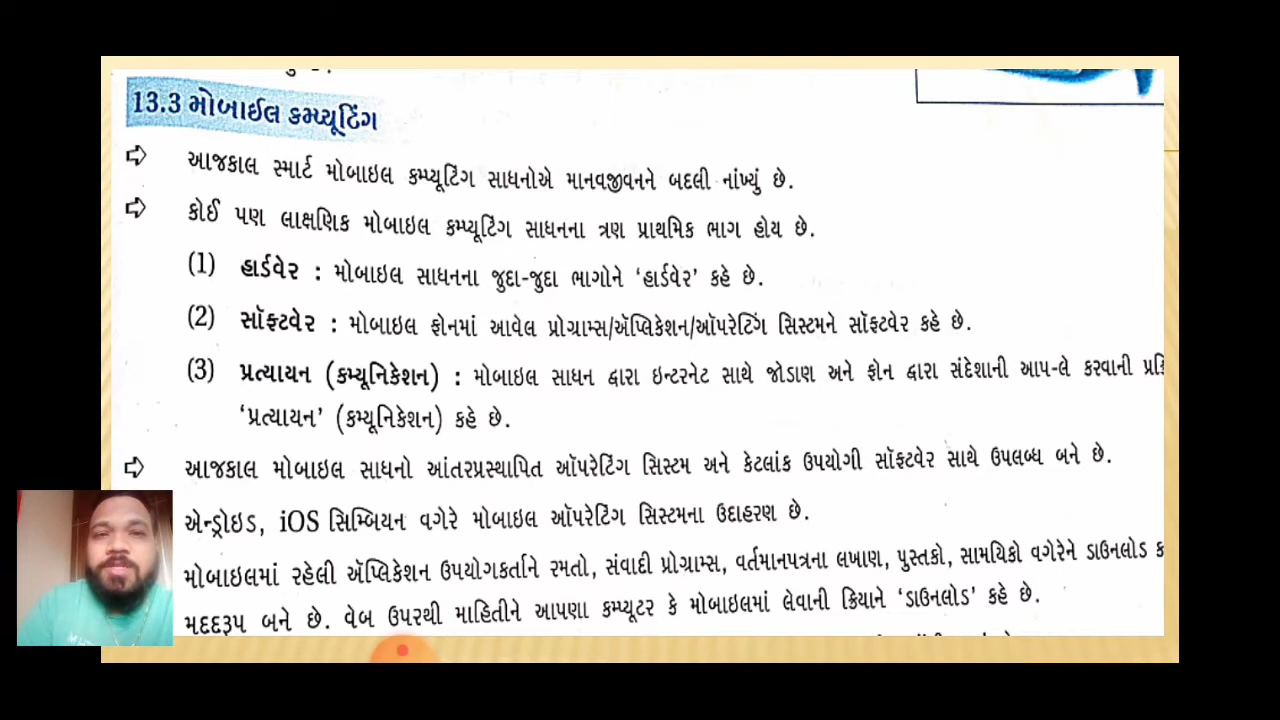 13.3 મોબાઈલ કમ્પ્યૂટિંગ
⇨ આજકાલ સ્માર્ટ મોબાઇલ કમ્પ્યૂટિંગ સાધનોએ માનવજીવનને બદલી નાંખ્યું છે.
⇨ કોઈ પણ લાક્ષણિક મોબાઇલ કમ્પ્યૂટિંગ સાધનના ત્રણ પ્રાથમિક ભાગ હોય છે.
(1) હાર્ડવેર : મોબાઇલ સાધનના જુદા-જુદા ભાગોને ‘હાર્ડવેર’ કહે છે.
(2) સૉફ્ટવેર : મોબાઇલ ફોનમાં આવેલ પ્રોગ્રામ્સ/ઍપ્લિકેશન/ઑપરેટિંગ સિસ્ટમને સૉફ્ટવેર કહે છે.
(3) પ્રત્યાયન (કમ્યૂનિકેશન) : મોબાઇલ સાધન દ્વારા ઇન્ટરનેટ સાથે જોડાણ અને ફોન દ્વારા સંદેશાની આપ-લે કરવાની
‘પ્રત્યાયન’ (કમ્યૂનિકેશન) કહે છે.
⇨ આજકાલ મોબાઇલ સાધનો આંતરપ્રસ્થાપિત ઑપરેટિંગ સિસ્ટમ અને કેટલાંક ઉપયોગી સૉફ્ટવેર સાથે ઉપલબ્ધ બને છે.
એન્ડ્રોઇડ, iOS સિમ્બિયન વગેરે મોબાઇલ ઑપરેટિંગ સિસ્ટમના ઉદાહરણ છે.
મોબાઇલમાં રહેલી ઍપ્લિકેશન ઉપયોગકર્તાને રમતો, સંવાદી પ્રોગ્રામ્સ, વર્તમાનપત્રના લખાણ, પુસ્તકો, સામયિકો વગેરેને ડાઉનલોડ
મદદરૂપ બને છે. વેબ ઉપરથી માહિતીને આપણા કમ્પ્યૂટર કે મોબાઇલમાં લેવાની ક્રિયાને ‘ડાઉનલોડ’ કહે છે.